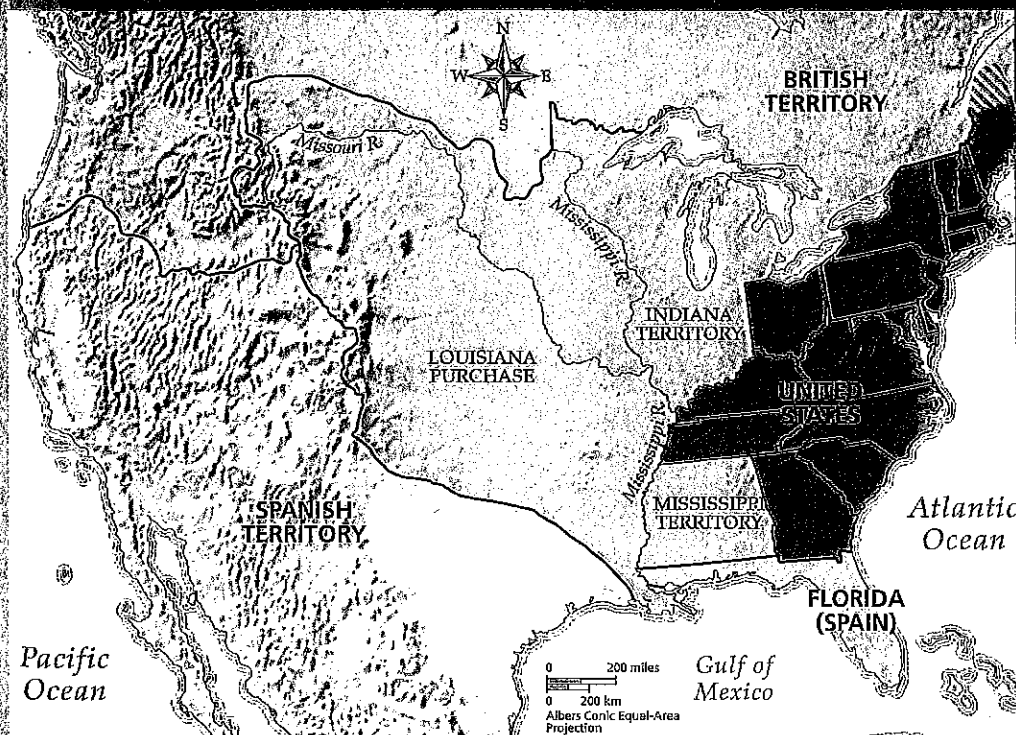 N
W E
S
BRITISH
TERRITORY
Missouri R.
Mississippi R.
INDIANA
TERRITORY
LOUISIANA
PURCHASE
UNITED
STATES
Mississippi R.
SPANISH
TERRITORY
MISSISSIPPI
TERRITORY
Atlantic
Ocean
FLORIDA
(SPAIN)
Pacific
Ocean
Gulf of
Mexico
0 200 miles
0 200 km
Albers Conic Equal-Area
Projection